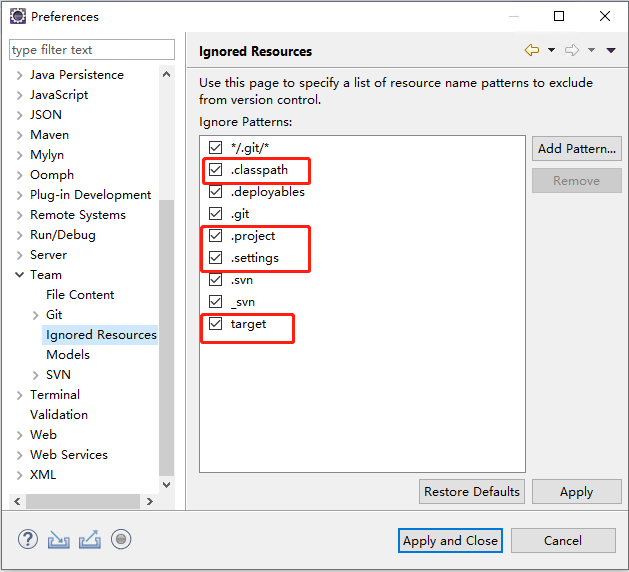 Preferences
type filter text
Java Persistence
JavaScript
JSON
Maven
Mylyn
Oomph
Plug-in Development
Remote Systems
Run/Debug
Server
Team
File Content
Git
Ignored Resources
Models
SVN
Terminal
Validation
Web
Web Services
XML
Ignored Resources
Use this page to specify a list of resource name patterns to exclude
from version control.
Ignore Patterns:
*/.git/*
.classpath
.deployables
.git
.project
.settings
.svn
_svn
target
Add Pattern...
Remove
Restore Defaults
Apply
?
Apply and Close
Cancel